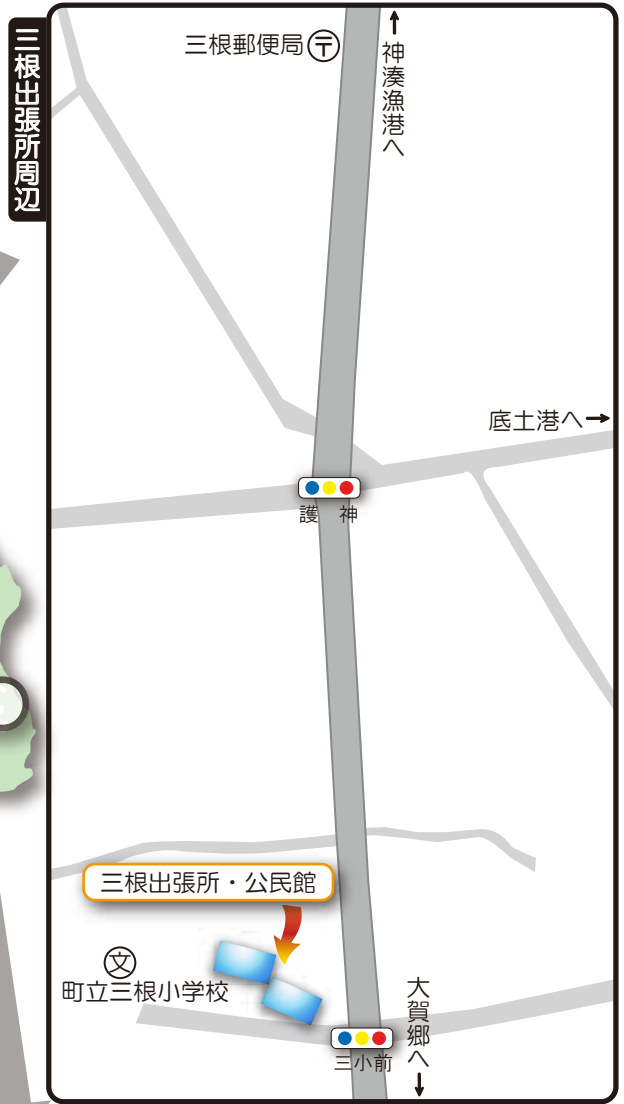 三根出張所周辺
三根郵便局〒
神湊漁港へ
底土港へ
護 神
三根出張所・公民館
文
町立三根小学校
大賀郷へ
三小前